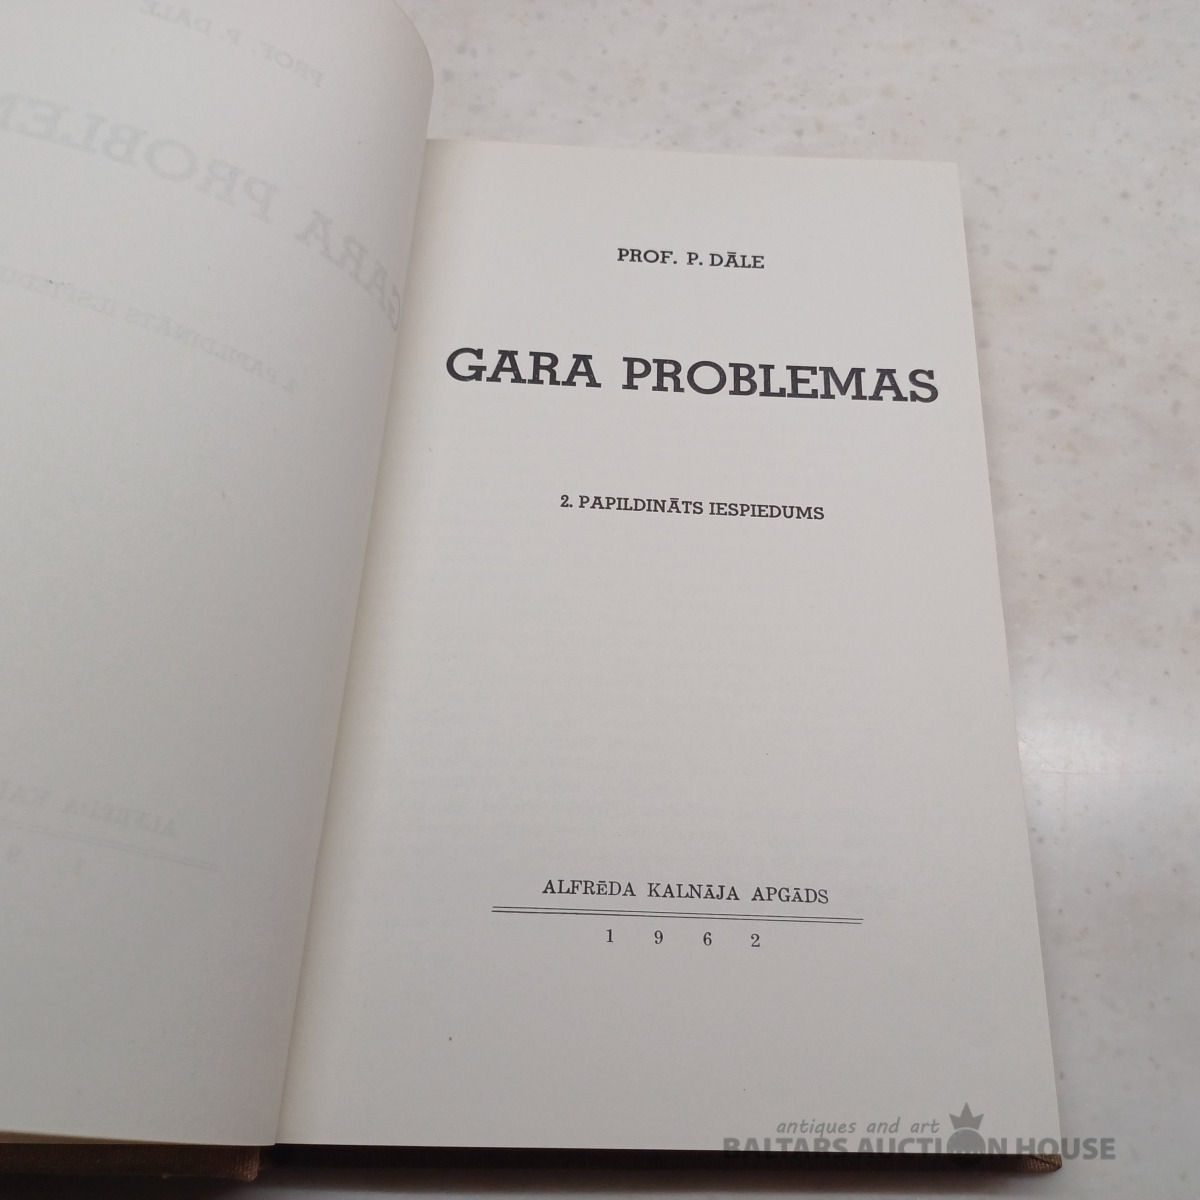 PROF. P. DĀLE
GARA PROBLEMAS
2. PAPILDINĀTS IESPIEDUMS
ALFRĒDA KALNĀJA APGĀDS
1 9 6 2
antiques and art
BALTARS AUCTION HOUSE